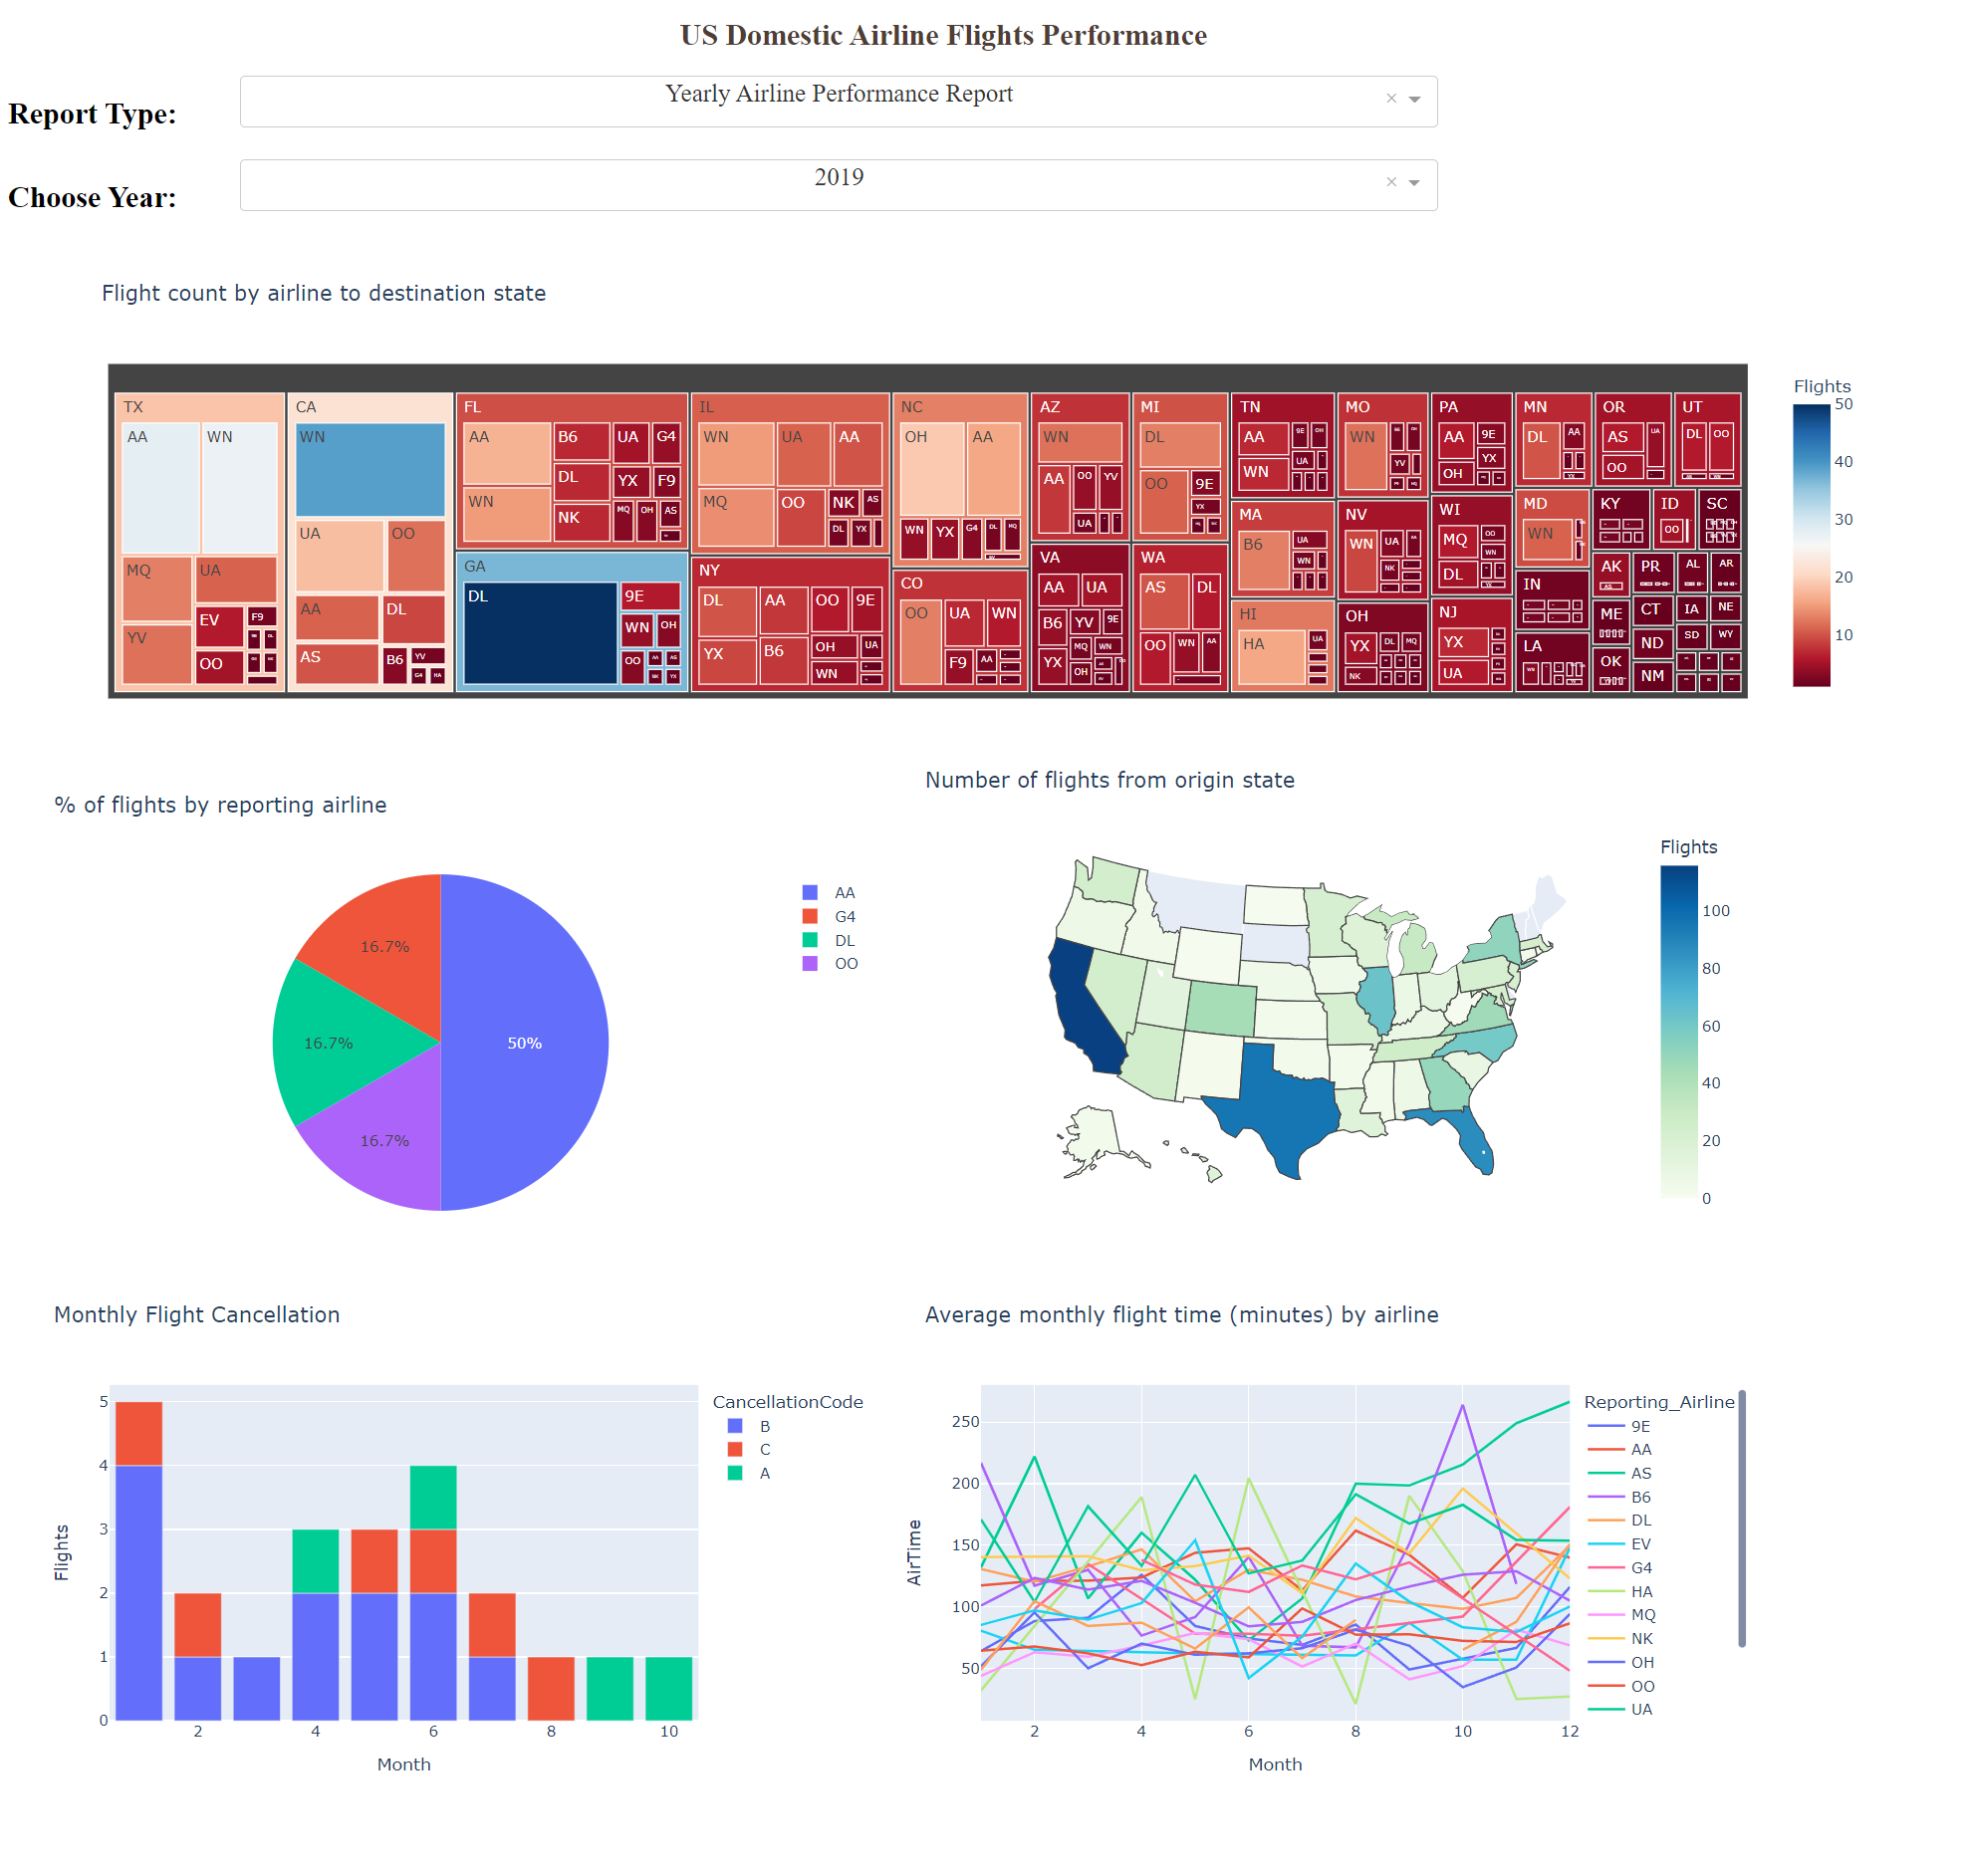 US Domestic Airline Flights Performance
Report Type:
Yearly Airline Performance Report
×
Choose Year:
2019
×
Flight count by airline to destination state
TX
AA
WN
MQ
UA
YV
EV
F9
OO
CA
WN
UA
OO
AA
DL
AS
B6
YV
G4
HA
FL
AA
B6
UA
G4
DL
YX
F9
WN
NK
MQ
OH
AS
GA
DL
9E
WN
OH
OO
AA
AS
NK
YX
IL
WN
UA
AA
MQ
OO
NK
AS
DL
YX
NY
DL
AA
OO
9E
YX
B6
OH
UA
WN
NC
OH
AA
WN
YX
G4
DL
MQ
CO
OO
UA
WN
F9
AA
AZ
WN
AA
OO
YV
UA
VA
AA
UA
B6
YV
9E
YX
MQ
WN
OH
MI
DL
OO
9E
YX
WA
AS
DL
OO
WN
AA
TN
AA
9E
OH
WN
UA
MA
B6
UA
WN
HI
HA
UA
MO
WN
YV
NV
WN
UA
AA
NK
OH
YX
DL
MQ
NK
PA
AA
9E
YX
OH
WI
MQ
OO
WN
DL
NJ
YX
UA
MN
DL
AA
MD
WN
IN
LA
WN
OR
AS
UA
OO
UT
DL
OO
KY
ID
OO
SC
AK
AS
PR
AL
AR
ME
CT
IA
NE
ND
SD
WY
OK
NM
Flights
50
40
30
20
10
% of flights by reporting airline
16.7%
16.7%
16.7%
50%
AA
G4
DL
OO
Number of flights from origin state
Flights
100
80
60
40
20
0
Monthly Flight Cancellation
5
4
3
2
1
0
Flights
2
4
6
8
10
Month
CancellationCode
B
C
A
Average monthly flight time (minutes) by airline
250
200
150
100
50
AirTime
2
4
6
8
10
12
Month
Reporting_Airline
9E
AA
AS
B6
DL
EV
G4
HA
MQ
NK
OH
OO
UA